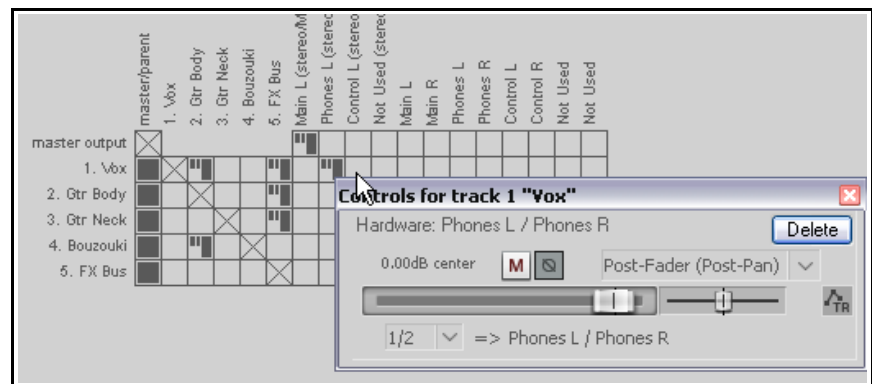 master/parent
1. Vox
2. Gtr Body
3. Gtr Neck
4. Bouzouki
5. FX Bus
Main L (stereo/M
Phones L (stereo
Control L (stereo
Not Used (stereo
Main L
Main R
Phones L
Phones R
Control L
Control R
Not Used
Not Used
master output
1. Vox
2. Gtr Body
3. Gtr Neck
4. Bouzouki
5. FX Bus
Controls for track 1 "Vox"
Hardware: Phones L / Phones R
Delete
0.00dB center
M
Post-Fader (Post-Pan)
TR
1/2
=> Phones L / Phones R